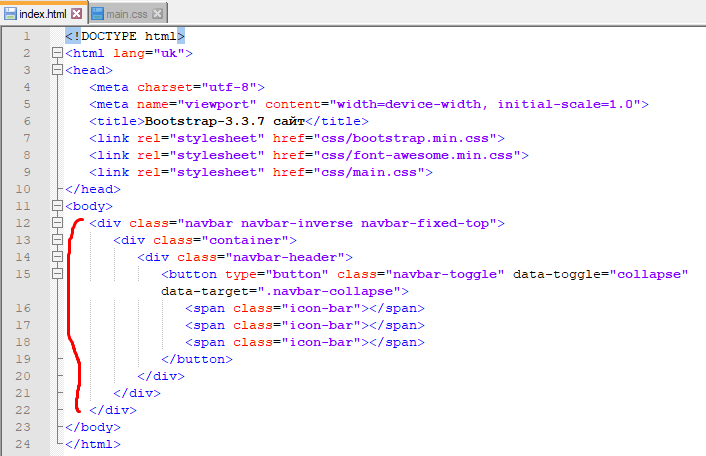 index.html main.css
1 <!DOCTYPE html>
2 <html lang="uk">
3 <head>
4 <meta charset="utf-8">
5 <meta name="viewport" content="width=device-width, initial-scale=1.0">
6 <title>Bootstrap-3.3.7 сайт</title>
7 <link rel="stylesheet" href="css/bootstrap.min.css">
8 <link rel="stylesheet" href="css/font-awesome.min.css">
9 <link rel="stylesheet" href="css/main.css">
10 </head>
11 <body>
12 <div class="navbar navbar-inverse navbar-fixed-top">
13 <div class="container">
14 <div class="navbar-header">
15 <button type="button" class="navbar-toggle" data-toggle="collapse"
data-target=".navbar-collapse">
16 <span class="icon-bar"></span>
17 <span class="icon-bar"></span>
18 <span class="icon-bar"></span>
19 </button>
20 </div>
21 </div>
22 </div>
23 </body>
24 </html>